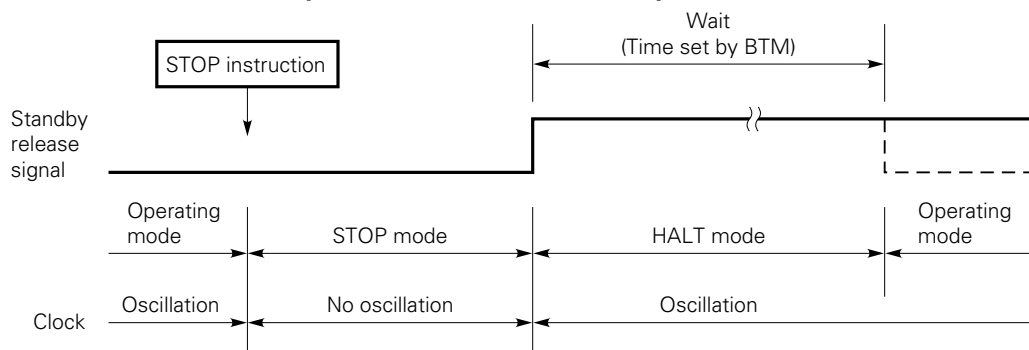 Wait
(Time set by BTM)
STOP instruction
Standby
release
signal
Operating
mode
STOP mode
HALT mode
Operating
mode
Clock
Oscillation
No oscillation
Oscillation